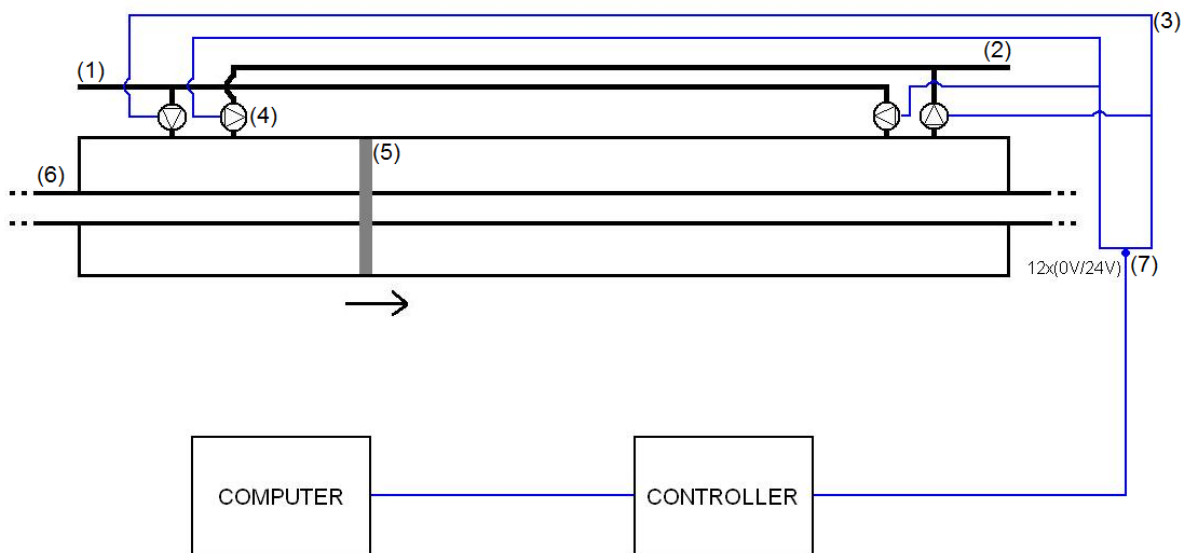 (3)
(1)
(2)
(4)
(5)
(6)
12x(0V/24V)
(7)
COMPUTER
CONTROLLER